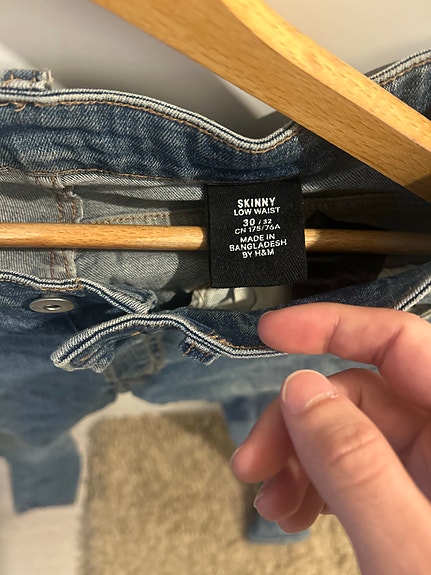 SKINNY
LOW WAIST
30 / 32
CN 175/76A
MADE IN
BANGLADESH
BY H&M